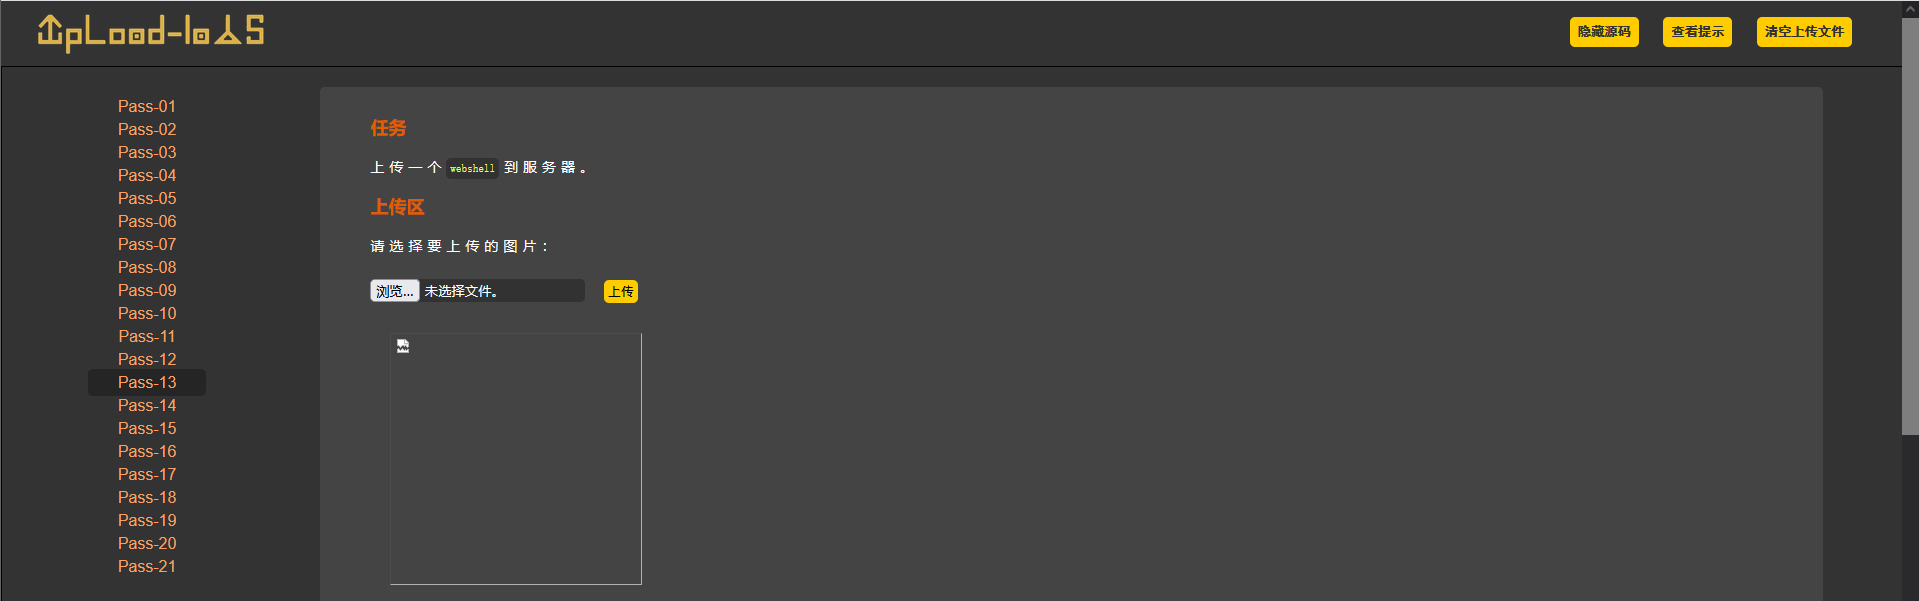 UpLoad-labS
隐藏源码 查看提示 清空上传文件
Pass-01
Pass-02
Pass-03
Pass-04
Pass-05
Pass-06
Pass-07
Pass-08
Pass-09
Pass-10
Pass-11
Pass-12
Pass-13
Pass-14
Pass-15
Pass-16
Pass-17
Pass-18
Pass-19
Pass-20
Pass-21
任务
上传一个 webshell 到服务器。
上传区
请选择要上传的图片：
浏览... 未选择文件。 上传